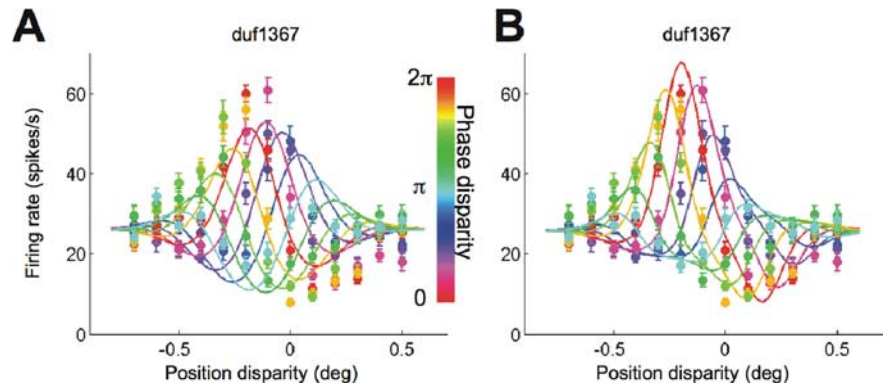 A
duf1367
Firing rate (spikes/s)
60
40
20
0
-0.5
0
0.5
Position disparity (deg)
2π
π
0
Phase disparity
B
duf1367
60
40
20
0
-0.5
0
0.5
Position disparity (deg)